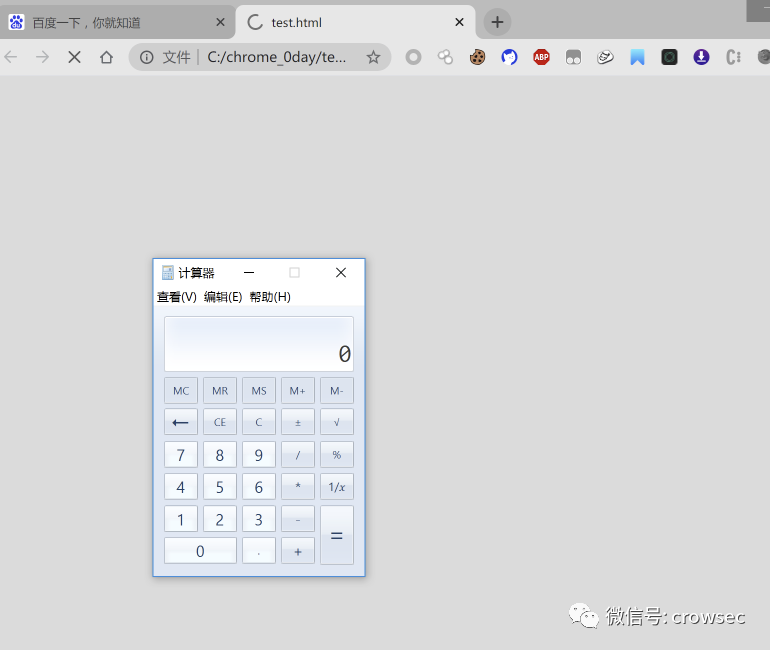 百度一下，你就知道
test.html
文件 C:/chrome_0day/te...
ABP
计算器
查看(V) 编辑(E) 帮助(H)
0
MC MR MS M+ M-
← CE C ± √
7 8 9 / %
4 5 6 * 1/x
1 2 3 - =
0 . +
微信号: crowsec